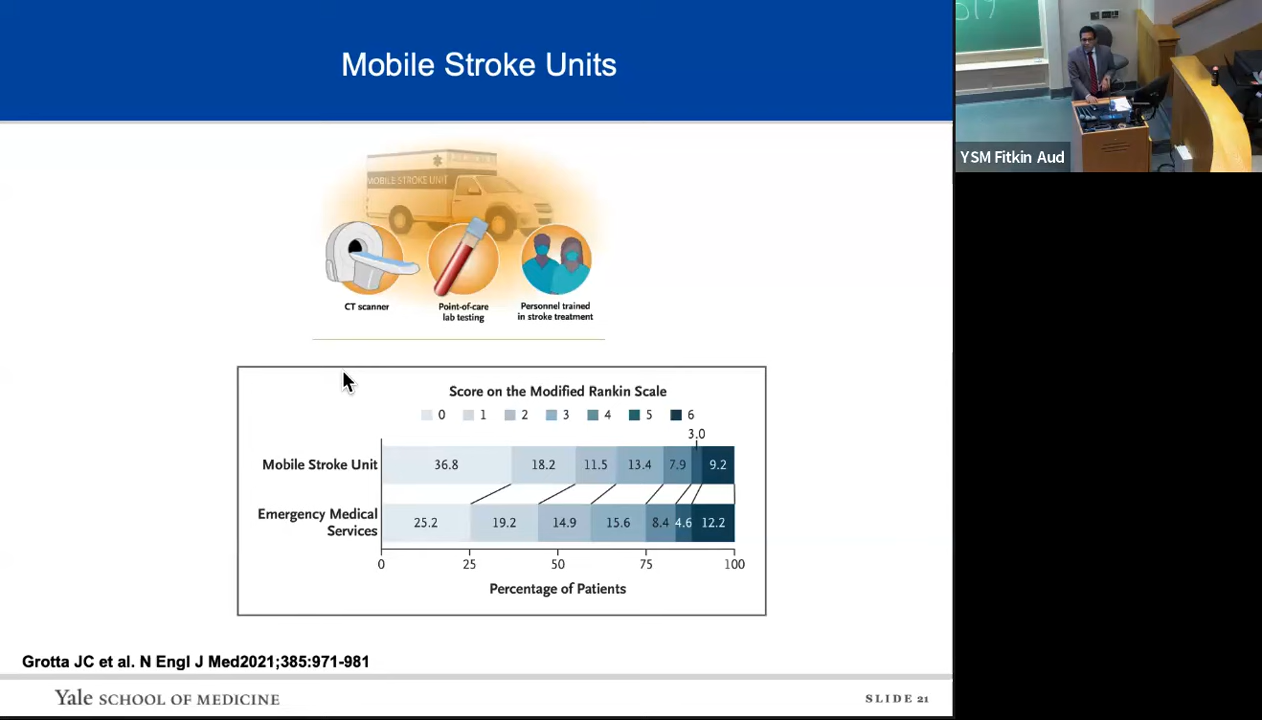 Mobile Stroke Units
MOBILE STROKE UNIT
CT scanner
Point-of-care
lab testing
Personnel trained
in stroke treatment
Score on the Modified Rankin Scale
0 1 2 3 4 5 6
3.0
Mobile Stroke Unit 36.8 18.2 11.5 13.4 7.9 9.2
Emergency Medical
Services 25.2 19.2 14.9 15.6 8.4 4.6 12.2
0 25 50 75 100
Percentage of Patients
Grotta JC et al. N Engl J Med2021;385:971-981
Yale SCHOOL OF MEDICINE
SLIDE 21
YSM Fitkin Aud